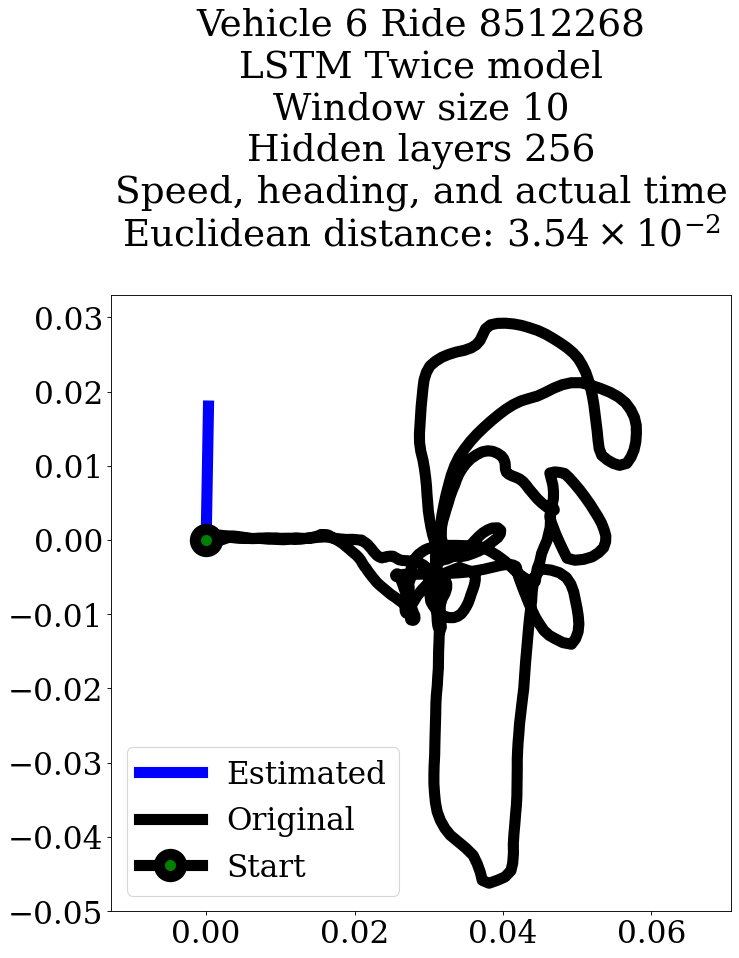 Vehicle 6 Ride 8512268
LSTM Twice model
Window size 10
Hidden layers 256
Speed, heading, and actual time
Euclidean distance: 3.54 × 10⁻²
0.03
0.02
0.01
0.00
−0.01
−0.02
−0.03
−0.04
−0.05
Estimated
Original
Start
0.00 0.02 0.04 0.06